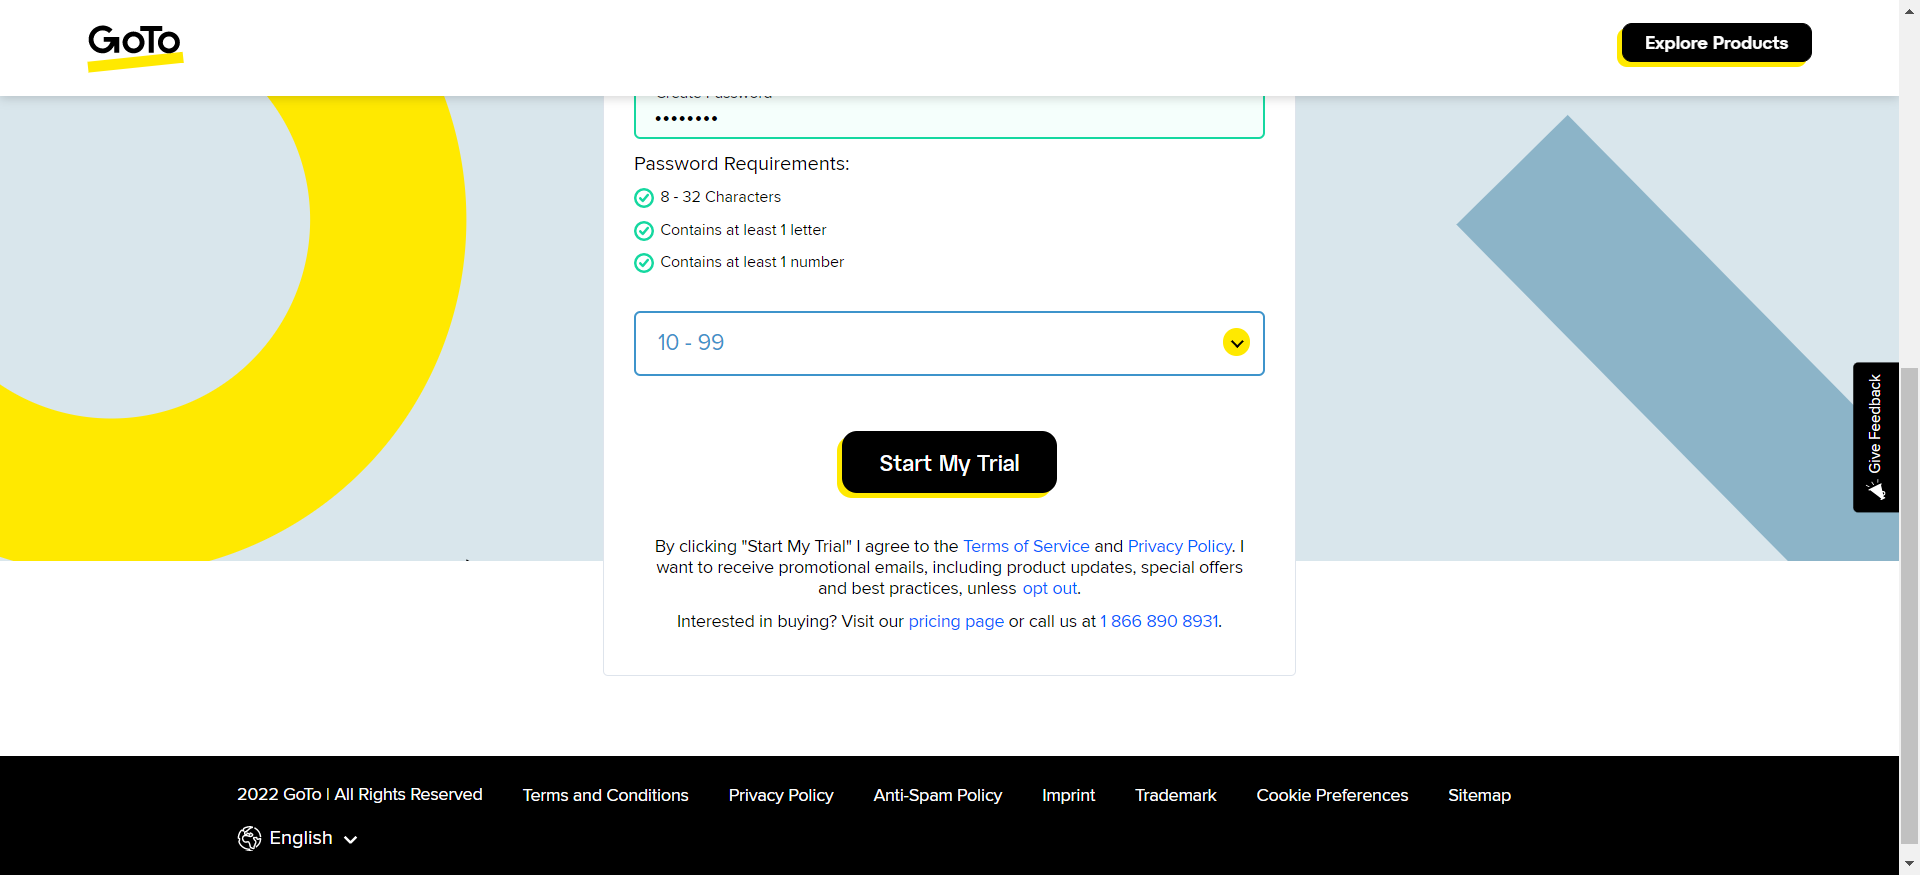 GoTo
Explore Products
Create Password
••••••••
Password Requirements:
8 - 32 Characters
Contains at least 1 letter
Contains at least 1 number
10 - 99
Start My Trial
Give Feedback
By clicking "Start My Trial" I agree to the Terms of Service and Privacy Policy. I
want to receive promotional emails, including product updates, special offers
and best practices, unless opt out.
Interested in buying? Visit our pricing page or call us at 1 866 890 8931.
2022 GoTo | All Rights Reserved
Terms and Conditions
Privacy Policy
Anti-Spam Policy
Imprint
Trademark
Cookie Preferences
Sitemap
English